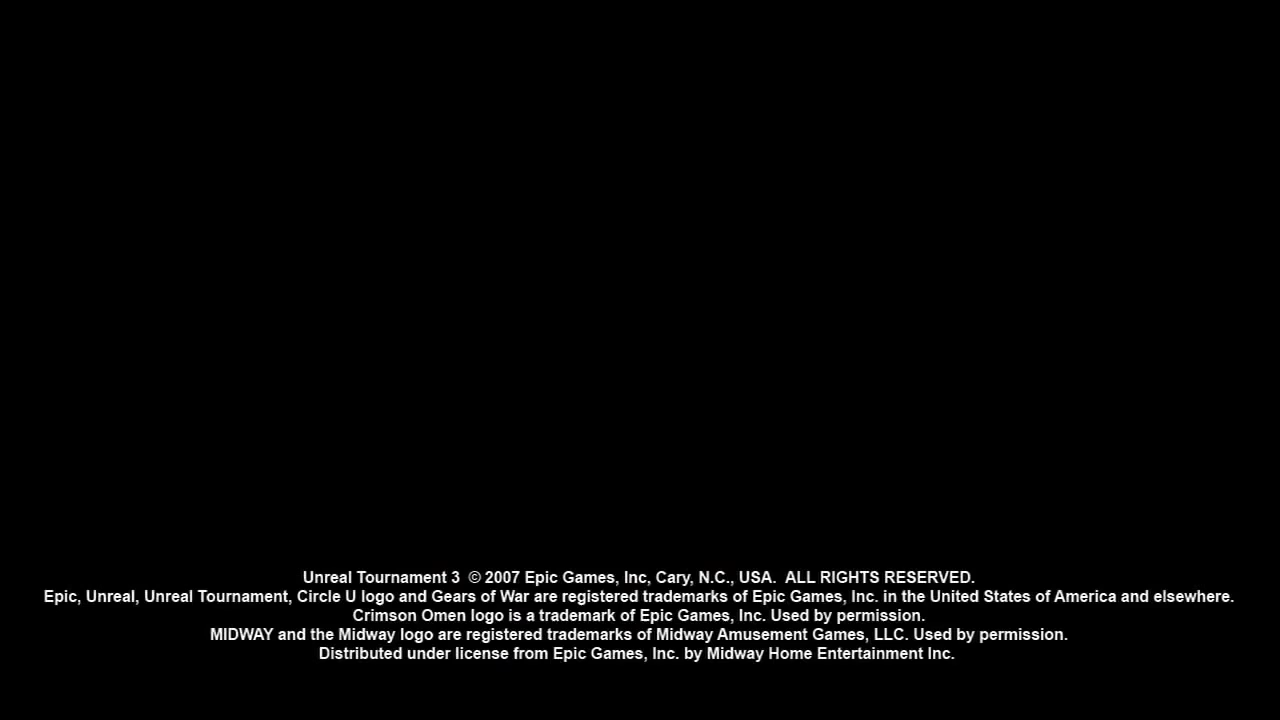 Unreal Tournament 3  © 2007 Epic Games, Inc, Cary, N.C., USA.  ALL RIGHTS RESERVED.
Epic, Unreal, Unreal Tournament, Circle U logo and Gears of War are registered trademarks of Epic Games, Inc. in the United States of America and elsewhere.
Crimson Omen logo is a trademark of Epic Games, Inc. Used by permission.
MIDWAY and the Midway logo are registered trademarks of Midway Amusement Games, LLC. Used by permission.
Distributed under license from Epic Games, Inc. by Midway Home Entertainment Inc.